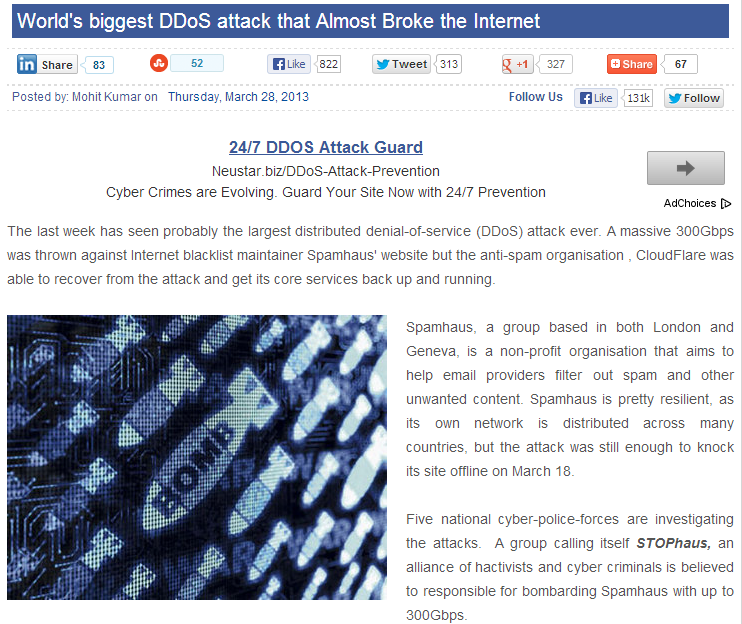 World's biggest DDoS attack that Almost Broke the Internet
in Share 83 52 Like 822 Tweet 313 +1 327 Share 67
Posted by: Mohit Kumar on Thursday, March 28, 2013 Follow Us Like 131k Follow
24/7 DDOS Attack Guard
Neustar.biz/DDoS-Attack-Prevention
Cyber Crimes are Evolving. Guard Your Site Now with 24/7 Prevention
AdChoices
The last week has seen probably the largest distributed denial-of-service (DDoS) attack ever. A massive 300Gbps
was thrown against Internet blacklist maintainer Spamhaus' website but the anti-spam organisation , CloudFlare was
able to recover from the attack and get its core services back up and running.
BOMB
WAR
WAR
WAR
Spamhaus, a group based in both London and
Geneva, is a non-profit organisation that aims to
help email providers filter out spam and other
unwanted content. Spamhaus is pretty resilient, as
its own network is distributed across many
countries, but the attack was still enough to knock
its site offline on March 18.
Five national cyber-police-forces are investigating
the attacks. A group calling itself STOPhaus, an
alliance of hactivists and cyber criminals is believed
to responsible for bombarding Spamhaus with up to
300Gbps.